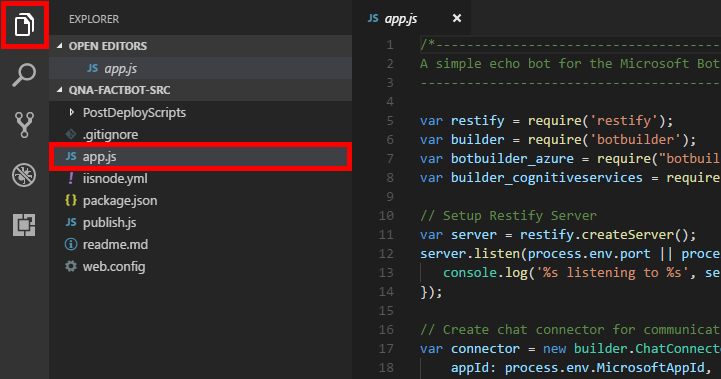 EXPLORER
OPEN EDITORS
JS app.js
QNA-FACTBOT-SRC
PostDeployScripts
.gitignore
JS app.js
! iisnode.yml
{ } package.json
JS publish.js
readme.md
web.config
JS app.js
1 /*--------------------------------------
2 A simple echo bot for the Microsoft Bot
3 ----------------------------------------
4
5 var restify = require('restify');
6 var builder = require('botbuilder');
7 var botbuilder_azure = require("botbuil
8 var builder_cognitiveservices = require
9
10 // Setup Restify Server
11 var server = restify.createServer();
12 server.listen(process.env.port || proce
13 console.log('%s listening to %s', se
14 });
15
16 // Create chat connector for communicat
17 var connector = new builder.ChatConnect
18 appId: process.env.MicrosoftAppId,